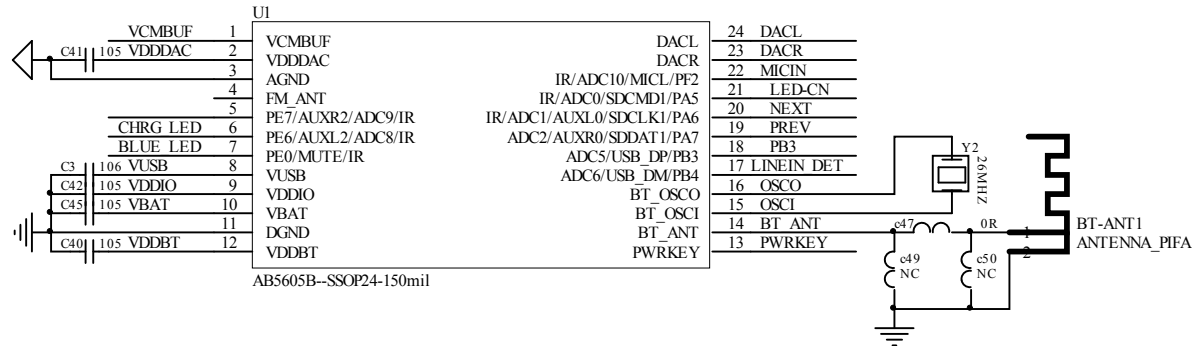 U1
VCMBUF 1 VCMBUF DACL 24 DACL
C41 105 VDDDAC 2 VDDDAC DACR 23 DACR
3 AGND IR/ADC10/MICL/PF2 22 MICIN
4 FM_ANT IR/ADC0/SDCMD1/PA5 21 LED-CN
5 PE7/AUXR2/ADC9/IR IR/ADC1/AUXL0/SDCLK1/PA6 20 NEXT
CHRG_LED 6 PE6/AUXL2/ADC8/IR ADC2/AUXR0/SDDAT1/PA7 19 PREV
BLUE_LED 7 PE0/MUTE/IR ADC5/USB_DP/PB3 18 PB3
C3 106 VUSB 8 VUSB ADC6/USB_DM/PB4 17 LINEIN_DET
C42 105 VDDIO 9 VDDIO BT_OSCO 16 OSCO
C45 105 VBAT 10 VBAT BT_OSCI 15 OSCI
11 DGND BT_ANT 14 BT_ANT
C40 105 VDDBT 12 VDDBT PWRKEY 13 PWRKEY
AB5605B--SSOP24-150mil
Y2
26MHZ
c47 0R
c49
NC
c50
NC
1
2
BT-ANT1
ANTENNA_PIFA